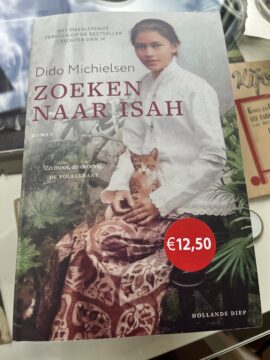 HET MEESLEPENDE
VERVOLG OP DE BESTSELLER
LICHTER DAN IK
Dido Michielsen
ZOEKEN
NAAR ISAH
ROMAN
'Zo mooi, zo droevig.'
DE VOLKSKRANT
€12,50
HOLLANDS DIEP